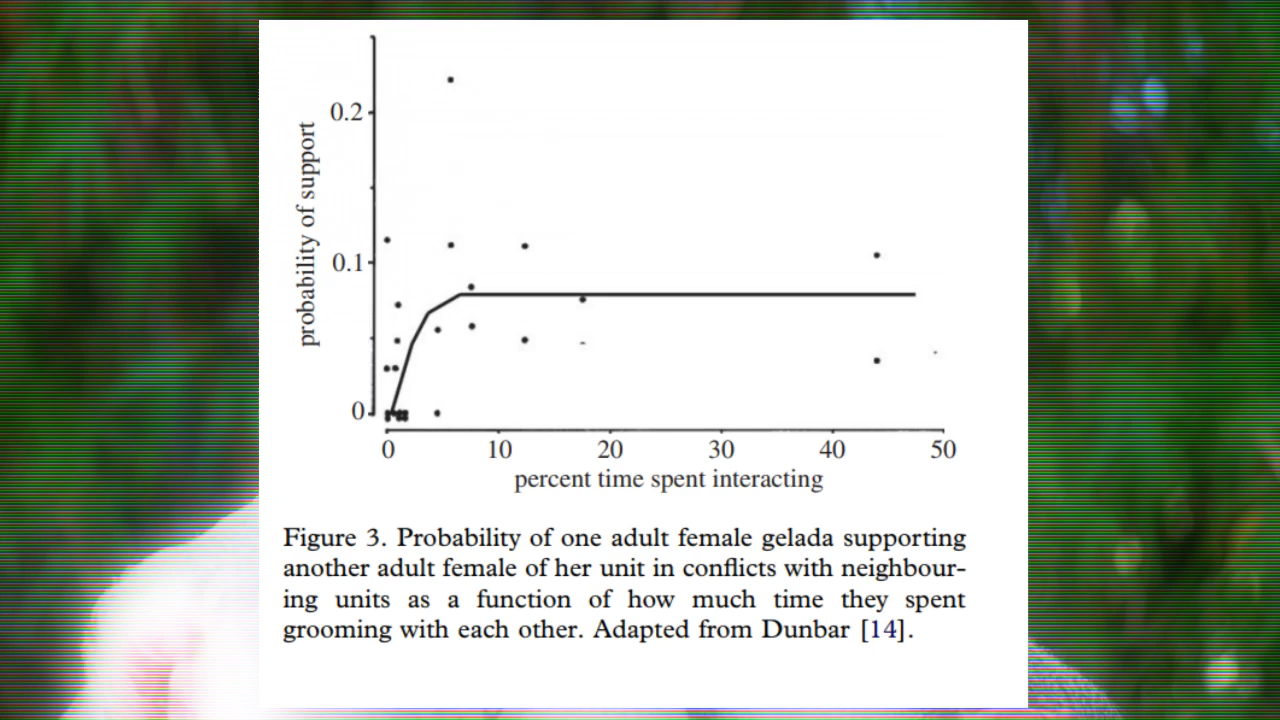 probability of support
0.2
0.1
0
0 10 20 30 40 50
percent time spent interacting
Figure 3. Probability of one adult female gelada supporting
another adult female of her unit in conflicts with neighbour-
ing units as a function of how much time they spent
grooming with each other. Adapted from Dunbar [14].